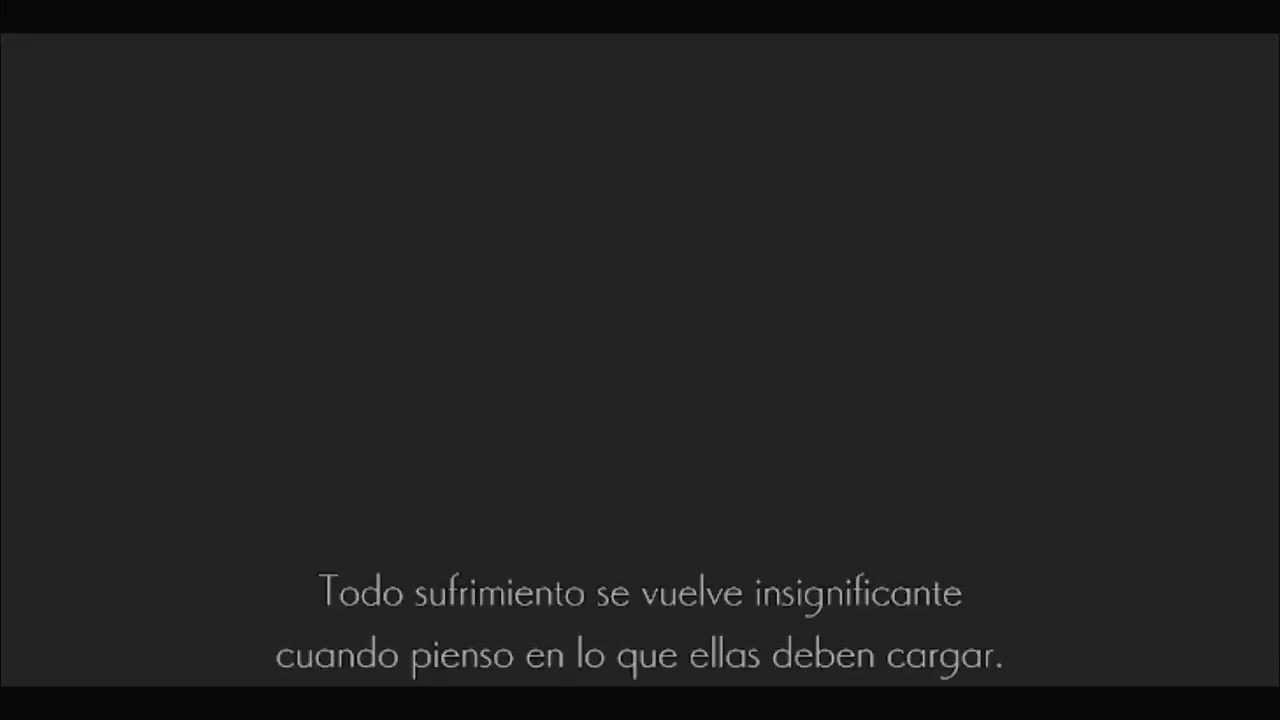 Todo sufrimiento se vuelve insignificante
cuando pienso en lo que ellas deben cargar.